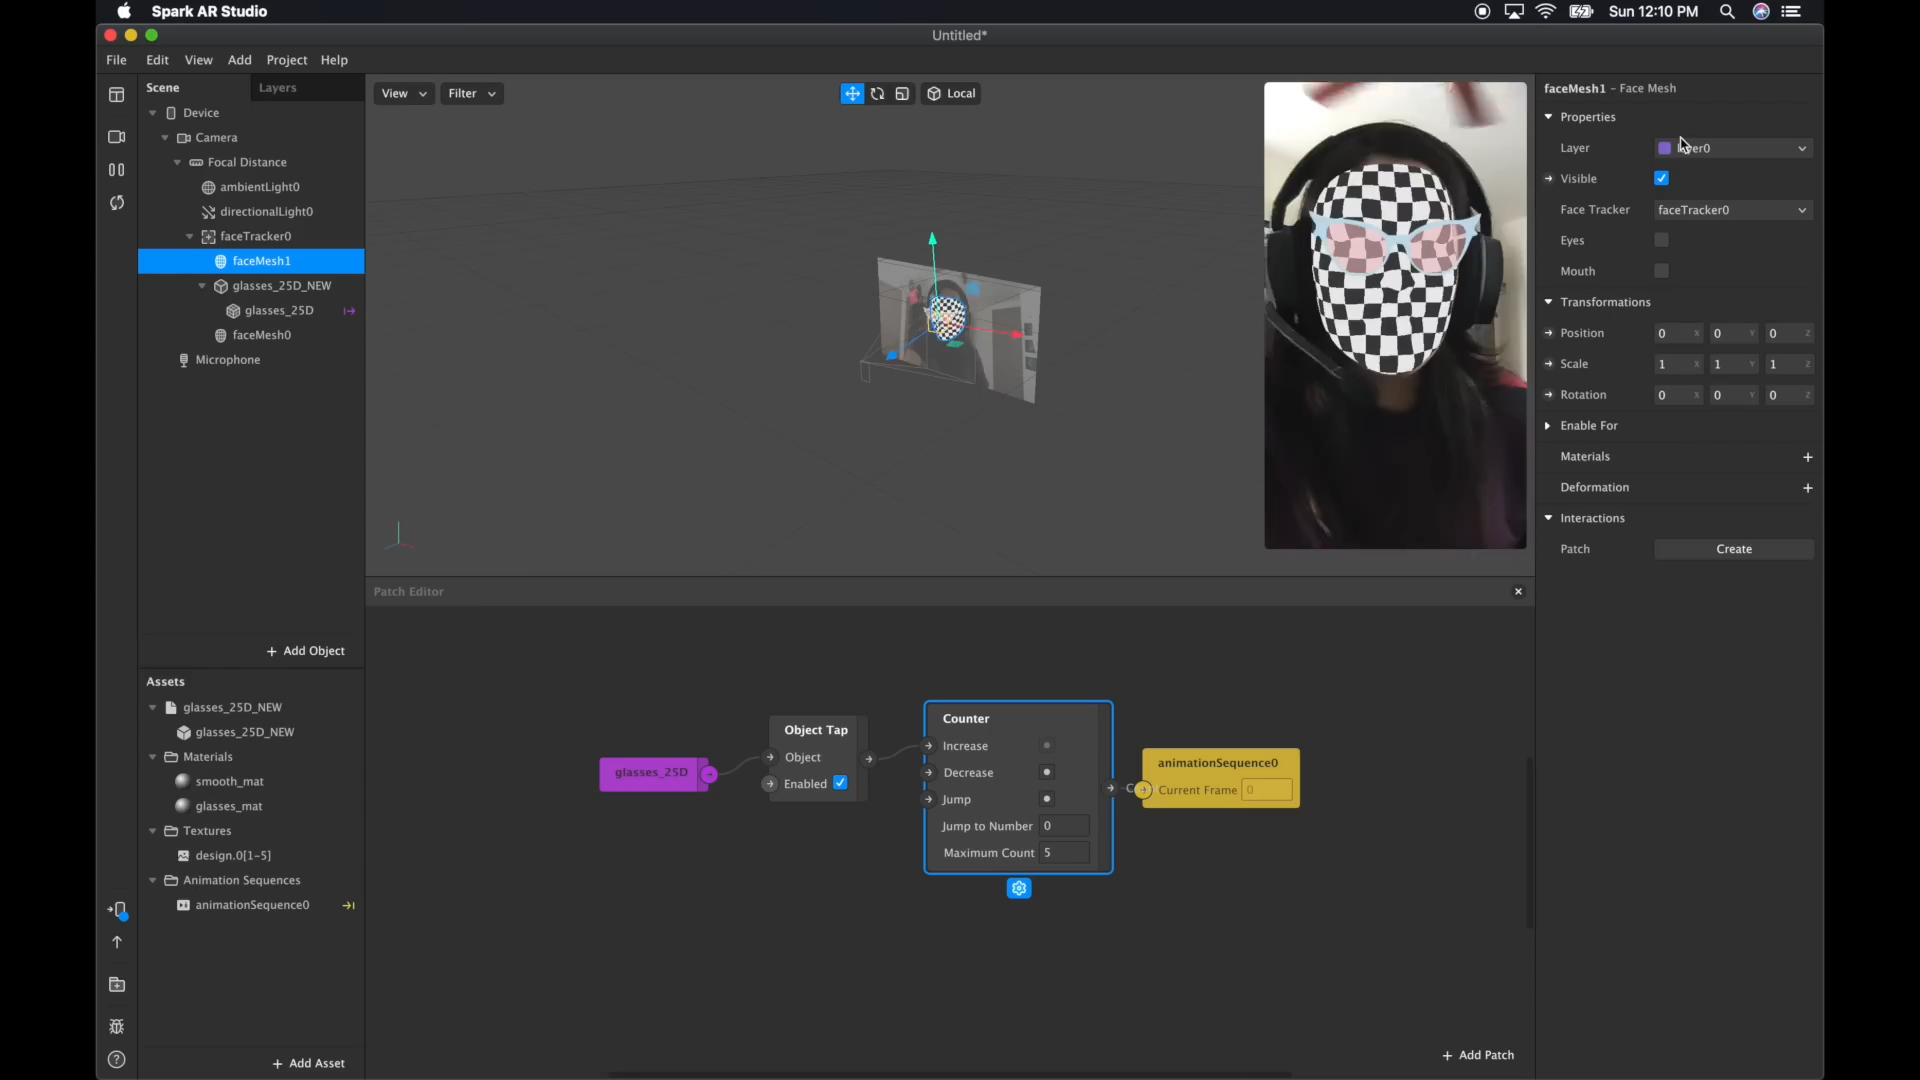 Spark AR Studio
Sun 12:10 PM
Untitled*
File Edit View Add Project Help
Scene
Layers
Device
Camera
Focal Distance
ambientLight0
directionalLight0
faceTracker0
faceMesh1
glasses_25D_NEW
glasses_25D
faceMesh0
Microphone
+ Add Object
Assets
glasses_25D_NEW
glasses_25D_NEW
Materials
smooth_mat
glasses_mat
Textures
design.0[1-5]
Animation Sequences
animationSequence0
+ Add Asset
View
Filter
Local
Patch Editor
glasses_25D
Object Tap
Object
Enabled
Counter
Increase
Decrease
Jump
Jump to Number 0
Maximum Count 5
animationSequence0
Current Frame 0
+ Add Patch
faceMesh1 - Face Mesh
Properties
Layer
Visible
Face Tracker faceTracker0
Eyes
Mouth
Transformations
Position 0 X 0 Y 0 Z
Scale 1 X 1 Y 1 Z
Rotation 0 X 0 Y 0 Z
Enable For
Materials +
Deformation +
Interactions
Patch Create